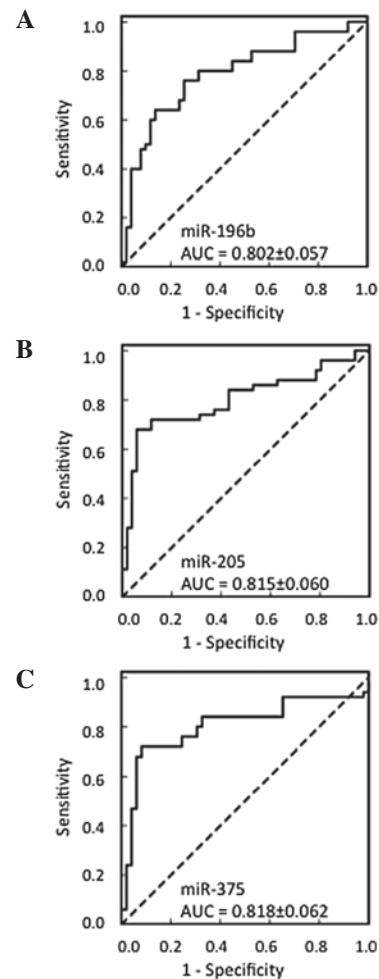 A
1.0
0.8
0.6
0.4
0.2
0.0
Sensitivity
miR-196b
AUC = 0.802±0.057
0.0 0.2 0.4 0.6 0.8 1.0
1 - Specificity
B
1.0
0.8
0.6
0.4
0.2
0.0
Sensitivity
miR-205
AUC = 0.815±0.060
0.0 0.2 0.4 0.6 0.8 1.0
1 - Specificity
C
1.0
0.8
0.6
0.4
0.2
0.0
Sensitivity
miR-375
AUC = 0.818±0.062
0.0 0.2 0.4 0.6 0.8 1.0
1 - Specificity